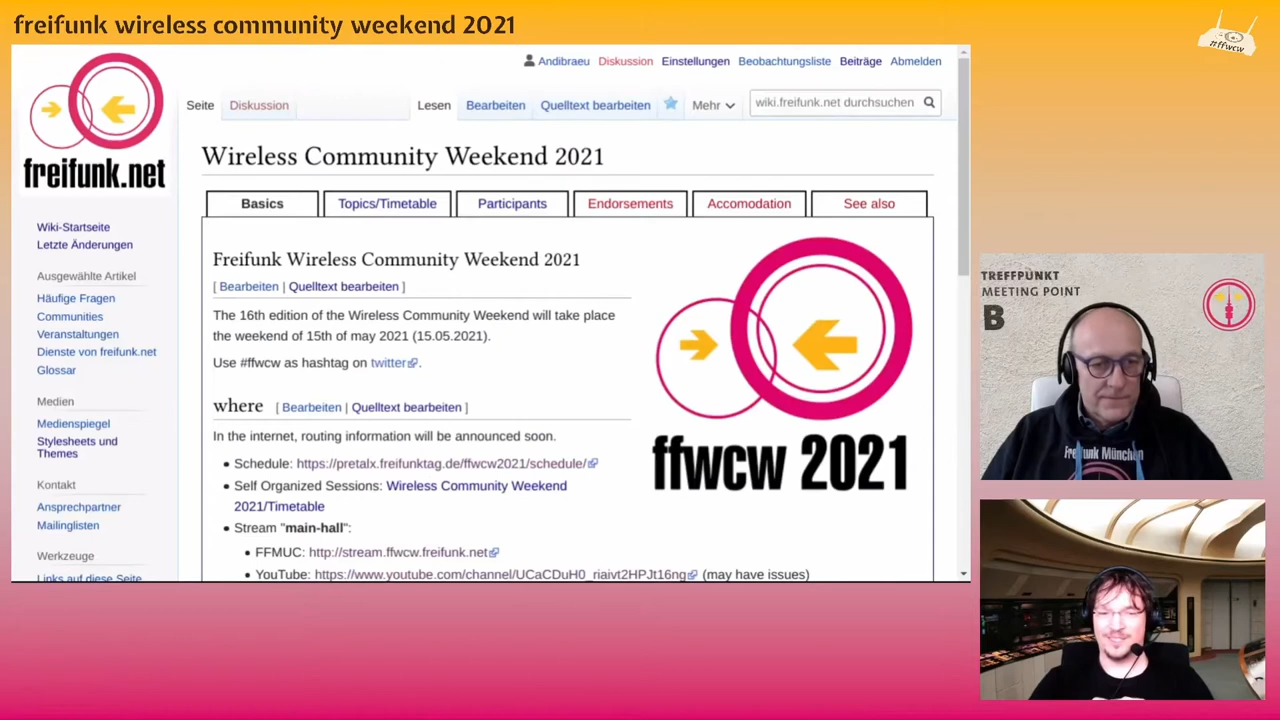 freifunk wireless community weekend 2021
#ffwcw
freifunk.net
Andibraeu Diskussion Einstellungen Beobachtungsliste Beiträge Abmelden
Seite Diskussion Lesen Bearbeiten Quelltext bearbeiten Mehr wiki.freifunk.net durchsuchen
Wireless Community Weekend 2021
Basics Topics/Timetable Participants Endorsements Accomodation See also
Wiki-Startseite
Letzte Änderungen
Ausgewählte Artikel
Häufige Fragen
Communities
Veranstaltungen
Dienste von freifunk.net
Glossar
Medien
Medienspiegel
Stylesheets und
Themes
Kontakt
Ansprechpartner
Mailinglisten
Werkzeuge
Links auf diese Seite
Freifunk Wireless Community Weekend 2021
[ Bearbeiten | Quelltext bearbeiten ]
The 16th edition of the Wireless Community Weekend will take place
the weekend of 15th of may 2021 (15.05.2021).
Use #ffwcw as hashtag on twitter.
where [ Bearbeiten | Quelltext bearbeiten ]
In the internet, routing information will be announced soon.
• Schedule: https://pretalx.freifunktag.de/ffwcw2021/schedule/
• Self Organized Sessions: Wireless Community Weekend
2021/Timetable
• Stream "main-hall":
• FFMUC: http://stream.ffwcw.freifunk.net
• YouTube: https://www.youtube.com/channel/UCaCDuH0_riaivt2HPJt16ng (may have issues)
ffwcw 2021
TREFFPUNKT
MEETING POINT
B
Freifunk München